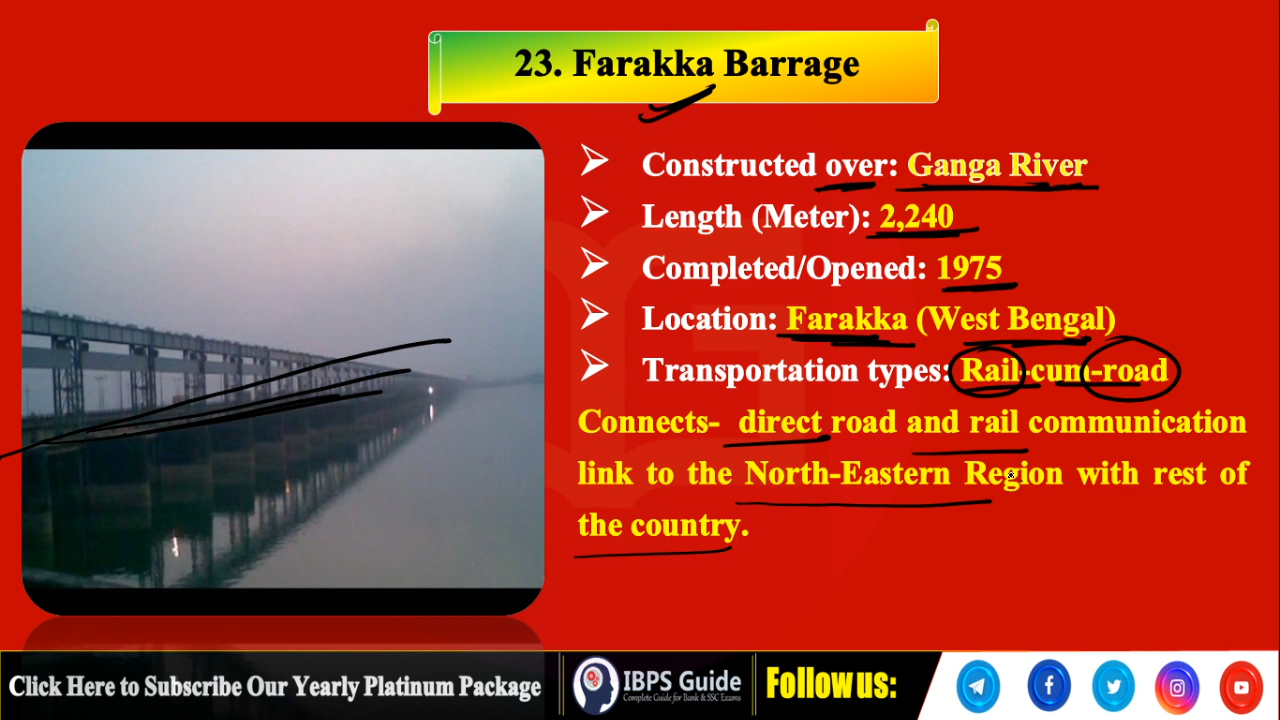 23. Farakka Barrage
Constructed over: Ganga River
Length (Meter): 2,240
Completed/Opened: 1975
Location: Farakka (West Bengal)
Transportation types: Rail-cum-road
Connects- direct road and rail communication
link to the North-Eastern Region with rest of
the country.
Click Here to Subscribe Our Yearly Platinum Package
IBPS Guide
Complete Guide for Bank & SSC Exams
Follow us: